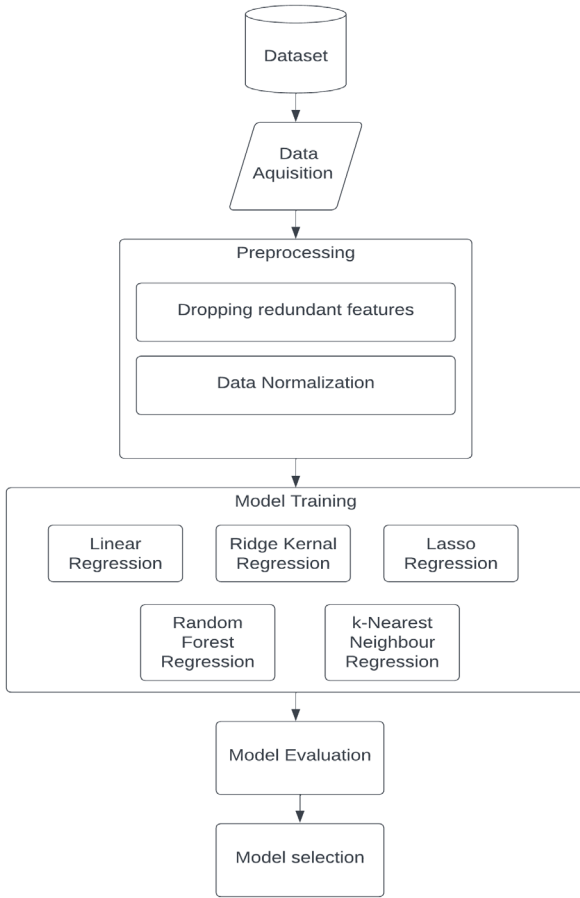 Dataset
Data
Aquisition
Preprocessing
Dropping redundant features
Data Normalization
Model Training
Linear
Regression
Ridge Kernal
Regression
Lasso
Regression
Random
Forest
Regression
k-Nearest
Neighbour
Regression
Model Evaluation
Model selection